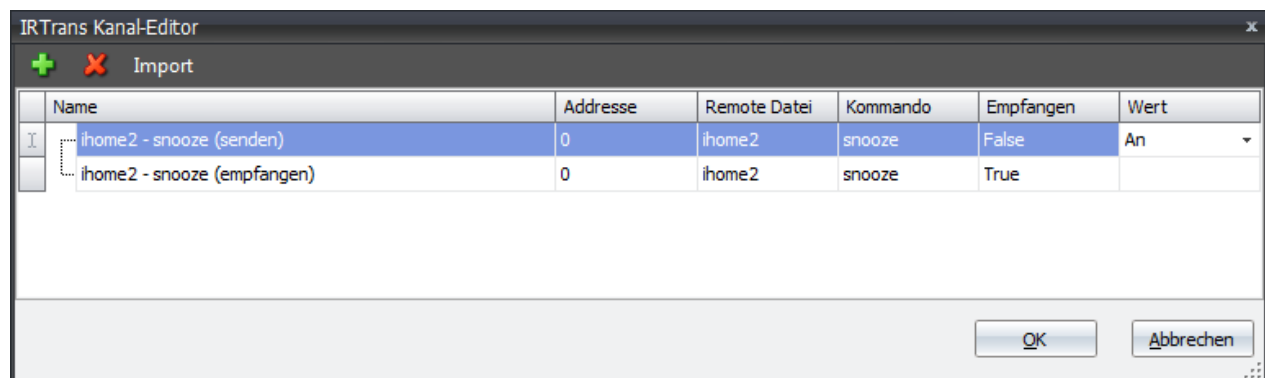 IRTrans Kanal-Editor
Import
Name Addresse Remote Datei Kommando Empfangen Wert
ihome2 - snooze (senden) 0 ihome2 snooze False An
ihome2 - snooze (empfangen) 0 ihome2 snooze True
OK Abbrechen